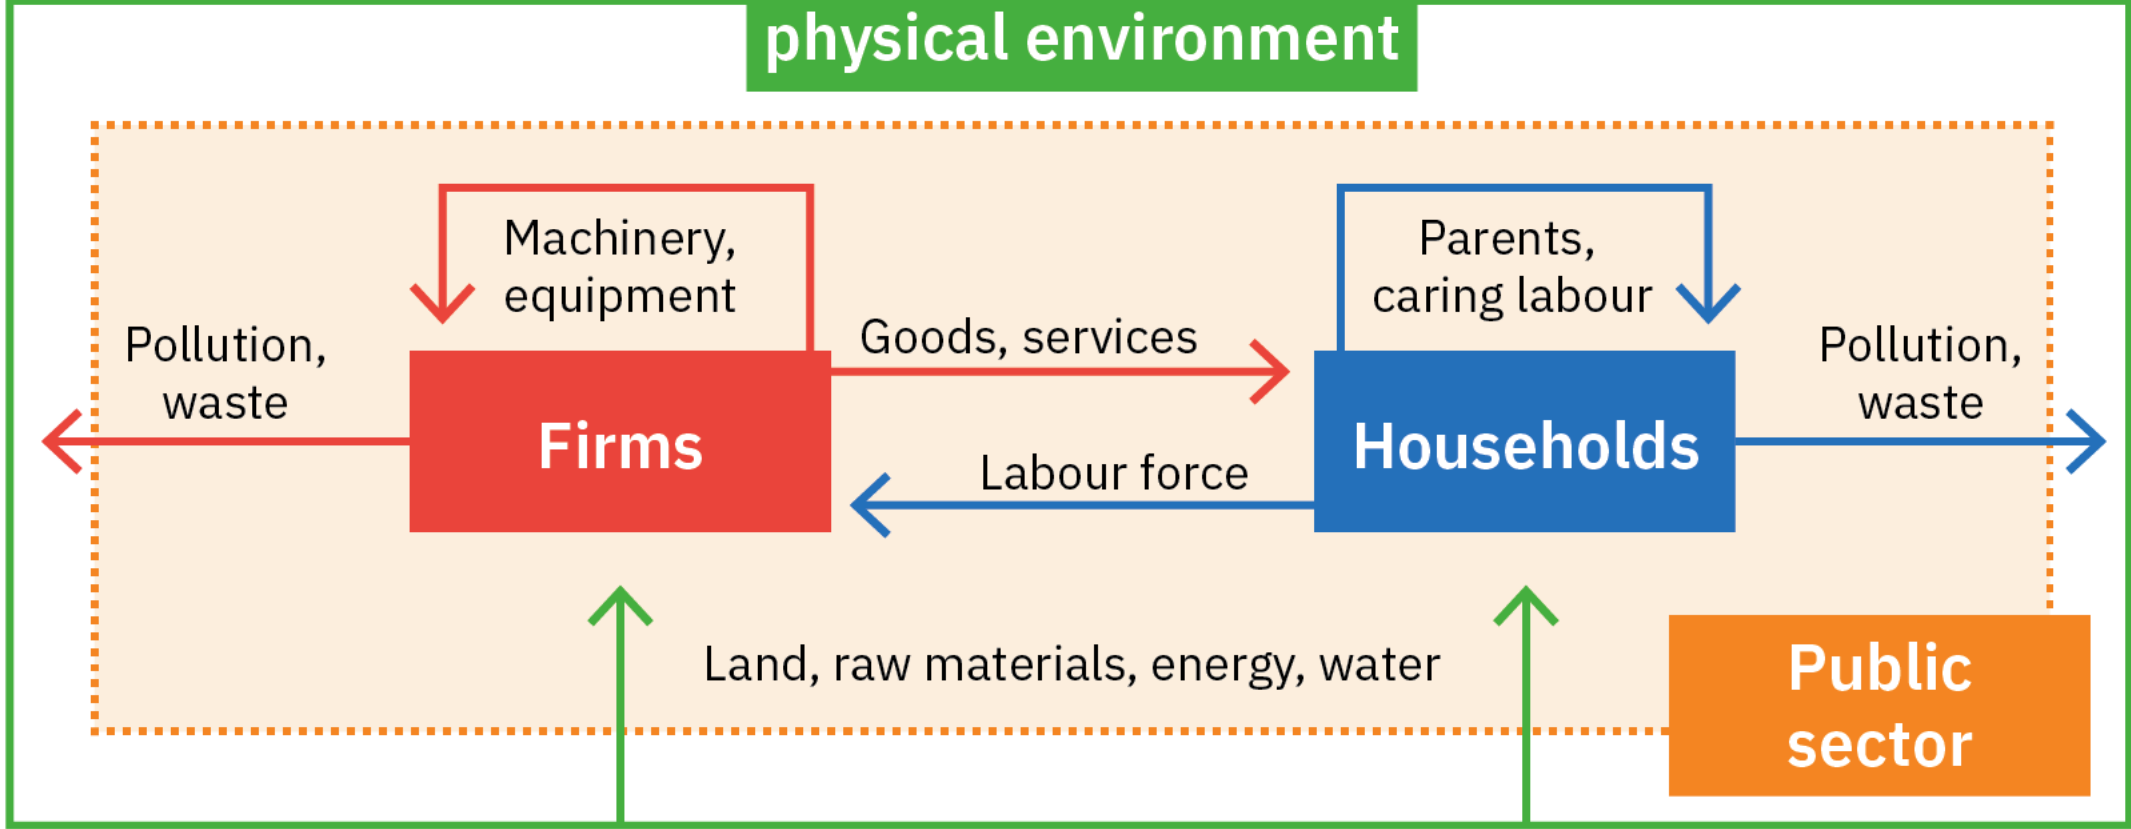 physical environment
Machinery,
equipment
Parents,
caring labour
Pollution,
waste
Goods, services
Pollution,
waste
Firms
Labour force
Households
Land, raw materials, energy, water
Public
sector